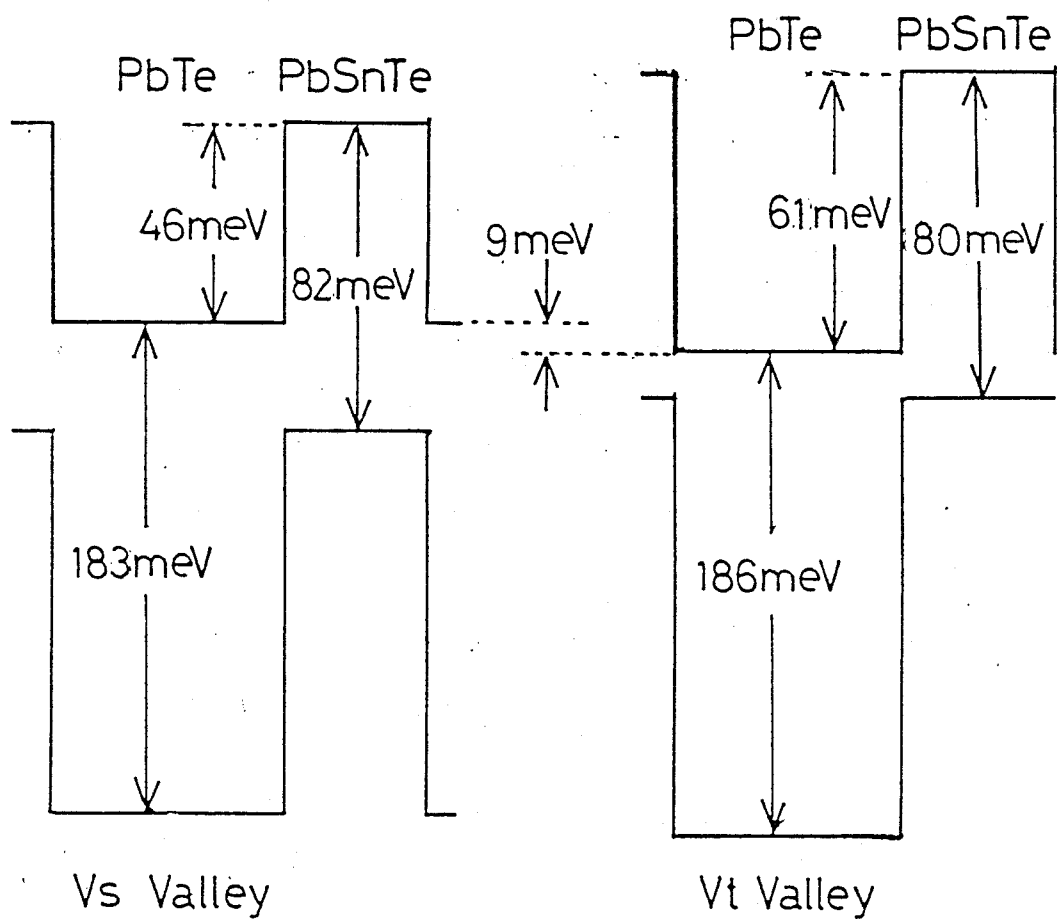 PbTe PbSnTe
46meV
82meV
183meV
Vs Valley
9meV
PbTe PbSnTe
61meV
80meV
186meV
Vt Valley